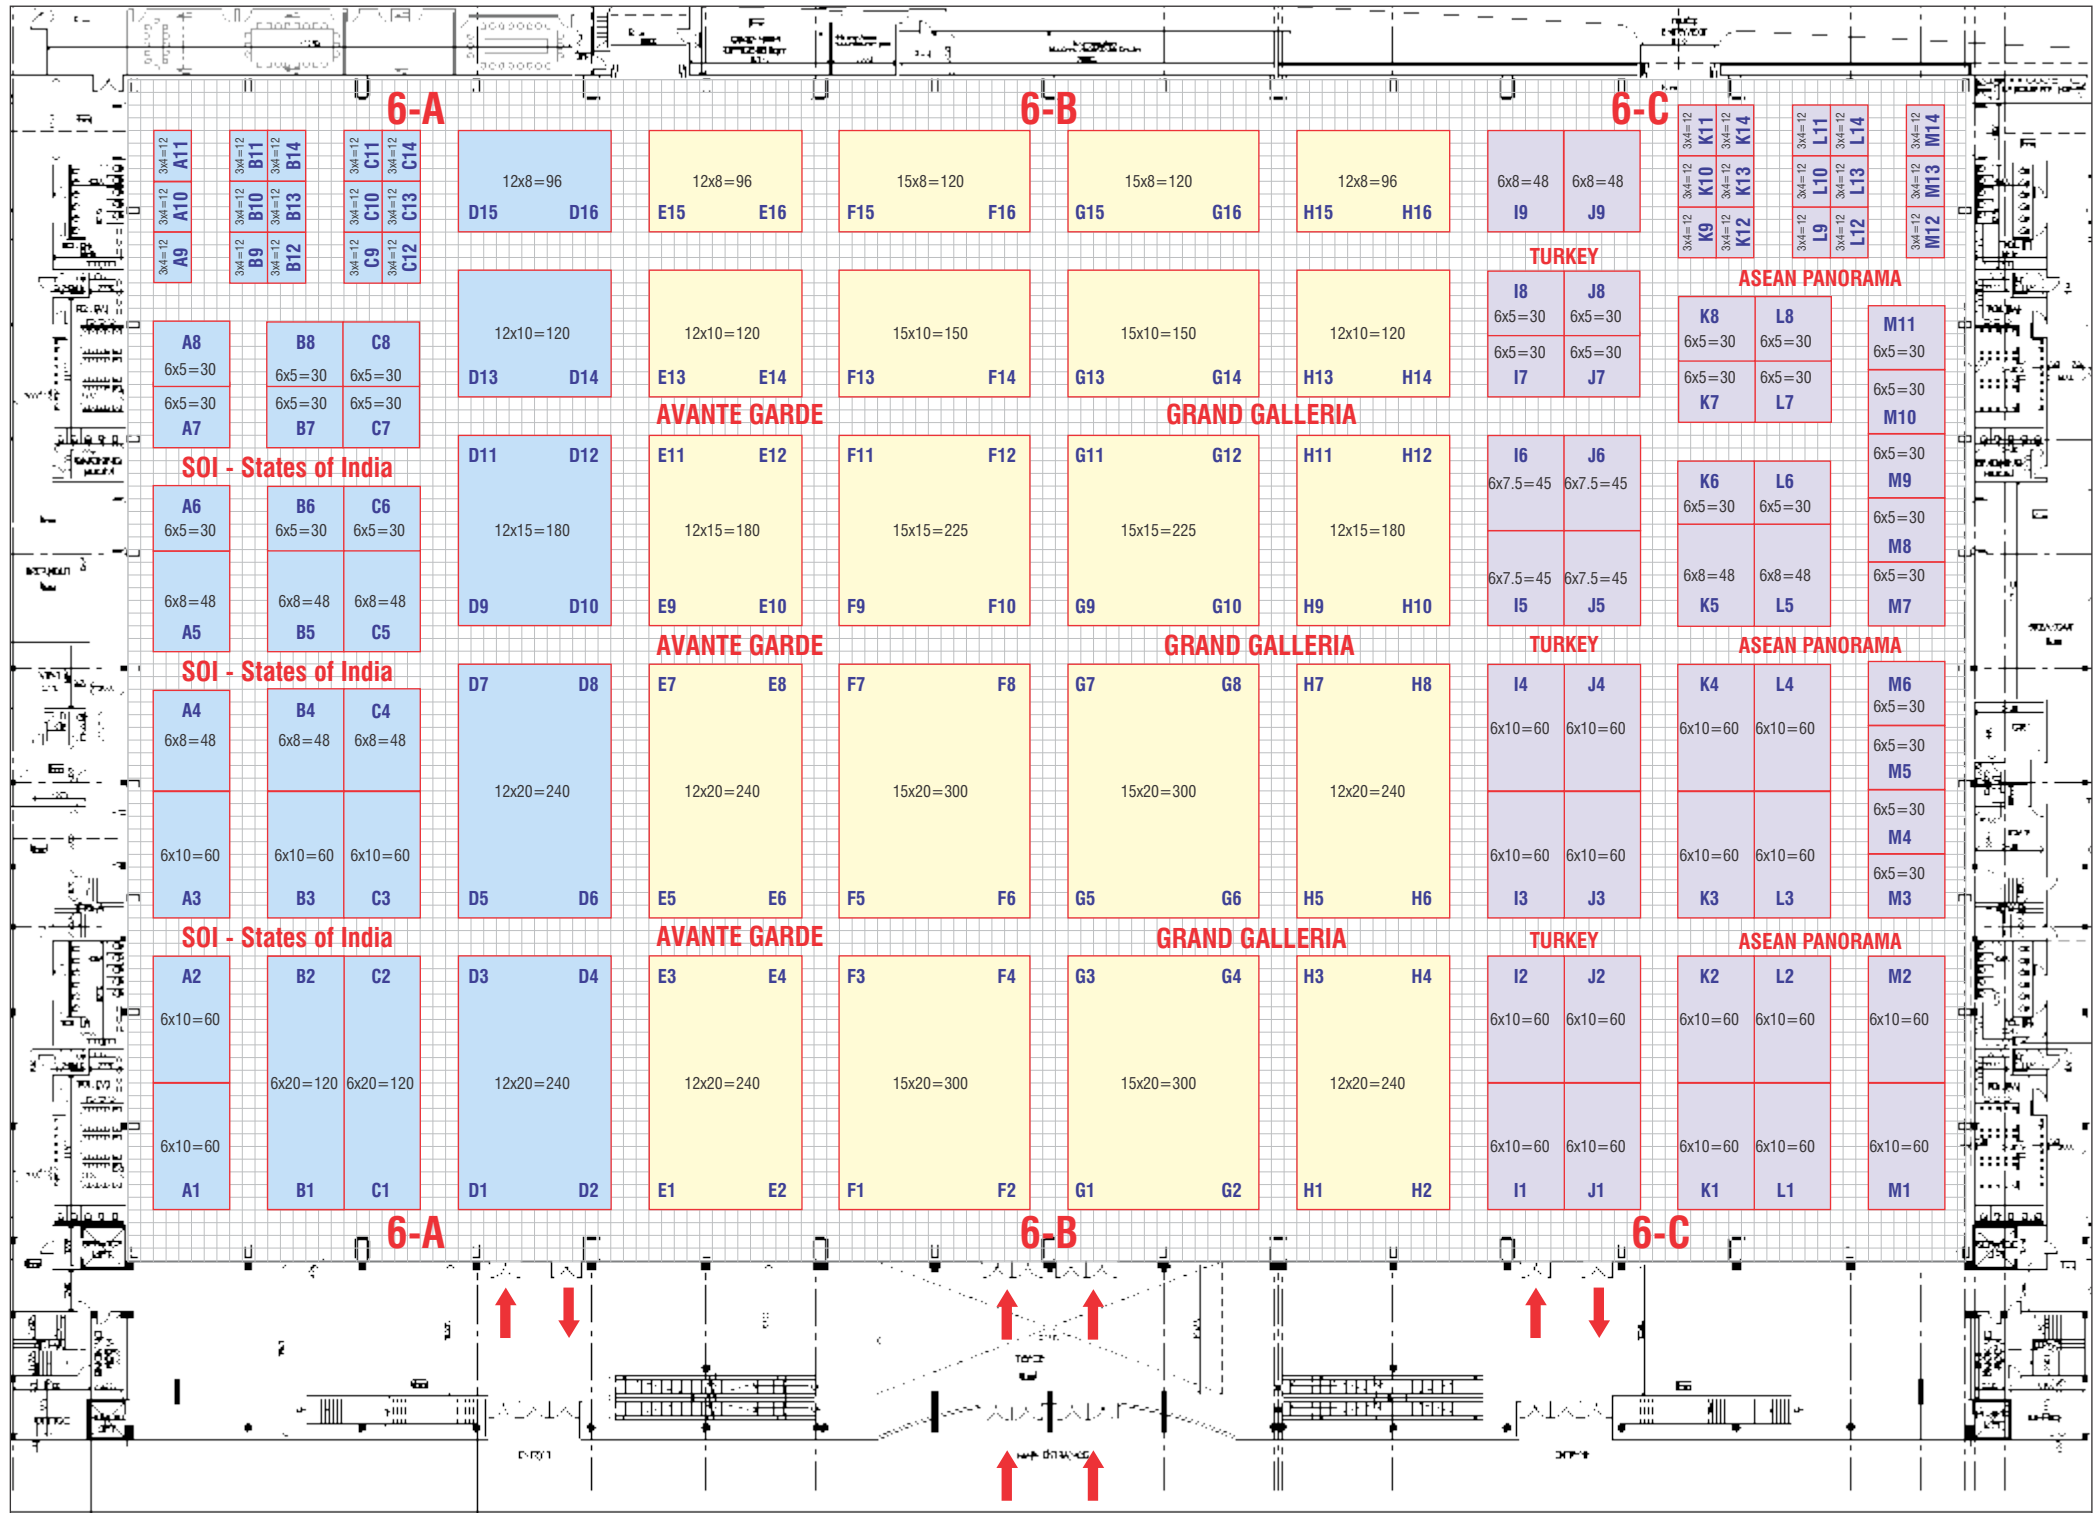 6-A 6-B 6-C
3x4=12 A11 3x4=12 B11 3x4=12 B14 3x4=12 C11 3x4=12 C14 12x8=96 12x8=96 15x8=120 15x8=120 12x8=96 6x8=48 6x8=48 3x4=12 K11 3x4=12 K14 3x4=12 L11 3x4=12 L14 3x4=12 M14
3x4=12 A10 3x4=12 B10 3x4=12 B13 3x4=12 C10 3x4=12 C13 D15 D16 E15 E16 F15 F16 G15 G16 H15 H16 I9 J9 3x4=12 K10 3x4=12 K13 3x4=12 L10 3x4=12 L13 3x4=12 M13
3x4=12 A9 3x4=12 B9 3x4=12 B12 3x4=12 C9 3x4=12 C12 3x4=12 K9 3x4=12 K12 3x4=12 L9 3x4=12 L12 3x4=12 M12
TURKEY
ASEAN PANORAMA
I8 J8
6x5=30 6x5=30 K8 L8 M11
A8 B8 C8 12x10=120 12x10=120 15x10=150 15x10=150 12x10=120 6x5=30 6x5=30 6x5=30 6x5=30 6x5=30
6x5=30 6x5=30 6x5=30 D13 D14 E13 E14 F13 F14 G13 G14 H13 H14 I7 J7 6x5=30 6x5=30 6x5=30
6x5=30 6x5=30 6x5=30 K7 L7 M10
A7 B7 C7
AVANTE GARDE GRAND GALLERIA
SOI - States of India
D11 D12 E11 E12 F11 F12 G11 G12 H11 H12 I6 J6 6x5=30
6x7.5=45 6x7.5=45 K6 L6 M9
A6 B6 C6 6x5=30 6x5=30 6x5=30
6x5=30 6x5=30 6x5=30 12x15=180 12x15=180 15x15=225 15x15=225 12x15=180 M8
6x7.5=45 6x7.5=45 6x8=48 6x8=48 6x5=30
6x8=48 6x8=48 6x8=48 D9 D10 E9 E10 F9 F10 G9 G10 H9 H10 I5 J5 K5 L5 M7
A5 B5 C5
AVANTE GARDE GRAND GALLERIA TURKEY ASEAN PANORAMA
SOI - States of India
D7 D8 E7 E8 F7 F8 G7 G8 H7 H8 I4 J4 K4 L4 M6
A4 B4 C4 6x5=30
6x8=48 6x8=48 6x8=48 6x10=60 6x10=60 6x10=60 6x10=60 6x5=30
M5
12x20=240 12x20=240 15x20=300 15x20=300 12x20=240 6x5=30
M4
6x10=60 6x10=60 6x10=60 6x10=60 6x10=60 6x10=60 6x10=60 6x5=30
A3 B3 C3 D5 D6 E5 E6 F5 F6 G5 G6 H5 H6 I3 J3 K3 L3 M3
SOI - States of India AVANTE GARDE GRAND GALLERIA TURKEY ASEAN PANORAMA
A2 B2 C2 D3 D4 E3 E4 F3 F4 G3 G4 H3 H4 I2 J2 K2 L2 M2
6x10=60 6x10=60 6x10=60 6x10=60 6x10=60 6x10=60
6x20=120 6x20=120 12x20=240 12x20=240 15x20=300 15x20=300 12x20=240
6x10=60 6x10=60 6x10=60 6x10=60 6x10=60 6x10=60
A1 B1 C1 D1 D2 E1 E2 F1 F2 G1 G2 H1 H2 I1 J1 K1 L1 M1
6-A 6-B 6-C